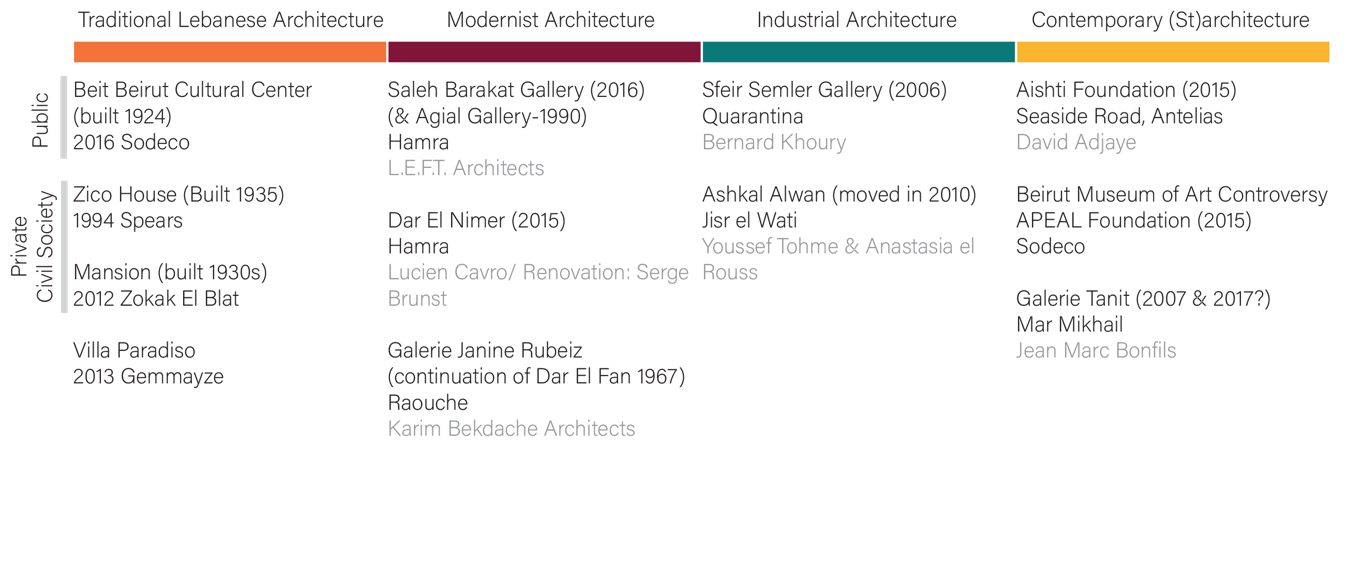 Traditional Lebanese Architecture
Modernist Architecture
Industrial Architecture
Contemporary (St)architecture
Public
Private
Civil Society
Beit Beirut Cultural Center
(built 1924)
2016 Sodeco
Zico House (Built 1935)
1994 Spears
Mansion (built 1930s)
2012 Zokak El Blat
Villa Paradiso
2013 Gemmayze
Saleh Barakat Gallery (2016)
(& Agial Gallery-1990)
Hamra
L.E.F.T. Architects
Dar El Nimer (2015)
Hamra
Lucien Cavro/ Renovation: Serge
Brunst
Galerie Janine Rubeiz
(continuation of Dar El Fan 1967)
Raouche
Karim Bekdache Architects
Sfeir Semler Gallery (2006)
Quarantina
Bernard Khoury
Ashkal Alwan (moved in 2010)
Jisr el Wati
Youssef Tohme & Anastasia el
Rouss
Aishti Foundation (2015)
Seaside Road, Antelias
David Adjaye
Beirut Museum of Art Controversy
APEAL Foundation (2015)
Sodeco
Galerie Tanit (2007 & 2017?)
Mar Mikhail
Jean Marc Bonfils